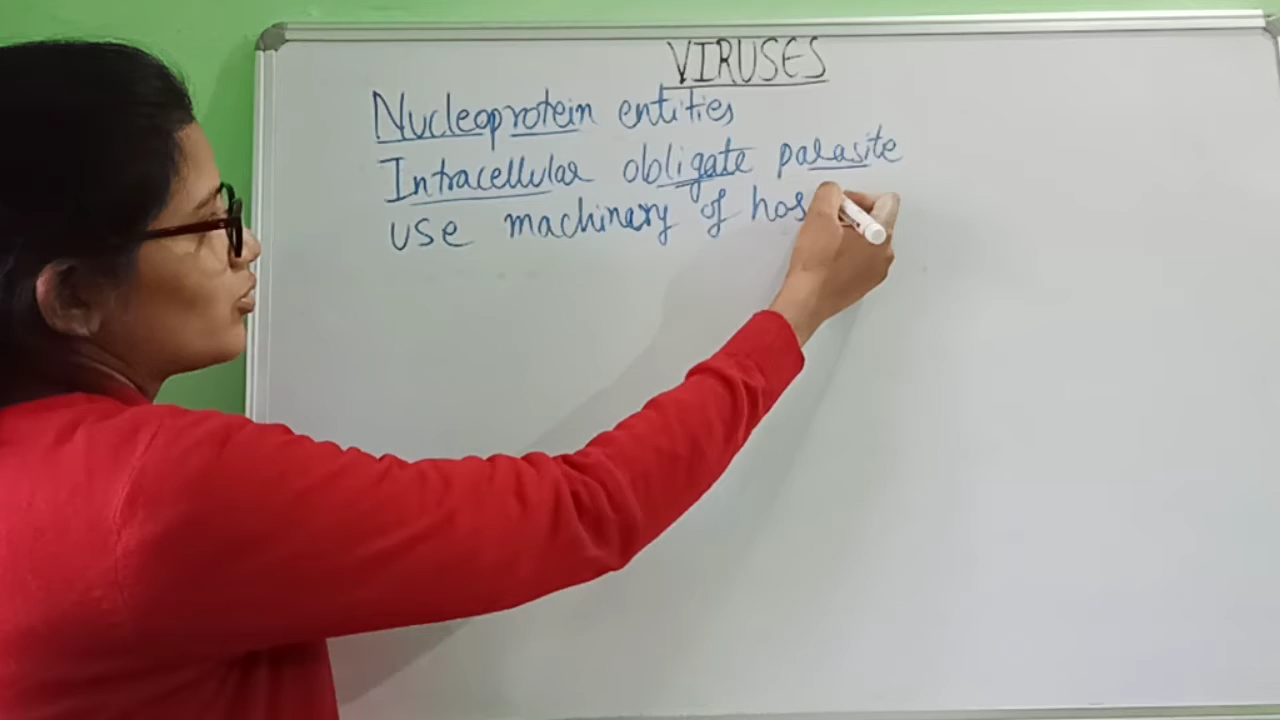 VIRUSES
Nucleoprotein entities
Intracellular obligate parasite
use machinery of hos